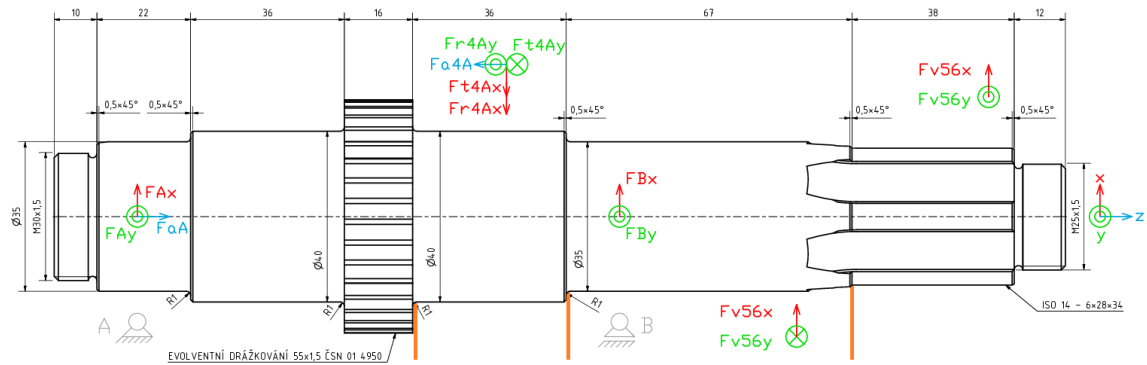 10 22 36 16 36 67 38 12
Fr4Ay Ft4Ay
Fa4A
Ft4Ax
Fr4Ax
Fv56x
Fv56y
0,5×45° 0,5×45° 0,5×45° 0,5×45° 0,5×45°
Ø35
M30x1,5
FAx
FAy FaA
Ø40
Ø40
FBx
FBy
Ø35
M25x1,5
x
z
y
R1 R1 R1 R1
A B
Fv56x
Fv56y
ISO 14 - 6×28×34
EVOLVENTNÍ DRÁŽKOVÁNÍ 55x1,5 ČSN 01 4950